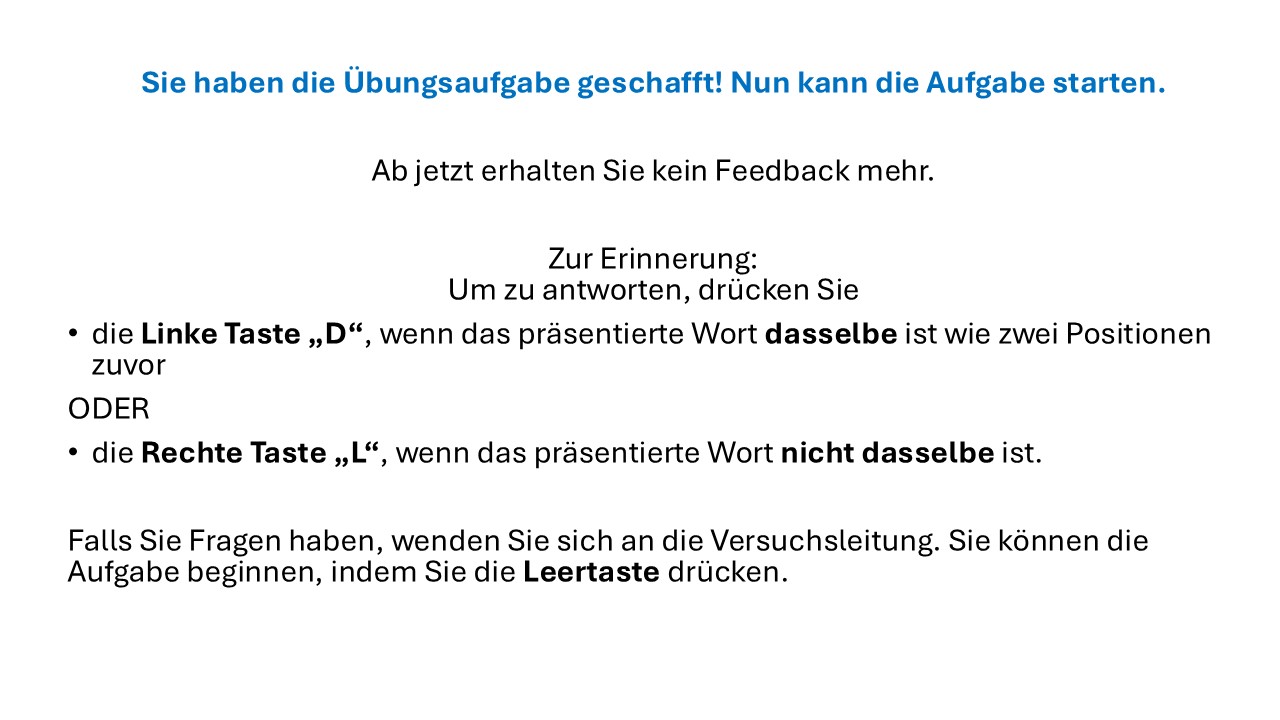 Sie haben die Übungsaufgabe geschafft! Nun kann die Aufgabe starten.
Ab jetzt erhalten Sie kein Feedback mehr.
Zur Erinnerung:
Um zu antworten, drücken Sie
• die Linke Taste „D“, wenn das präsentierte Wort dasselbe ist wie zwei Positionen
zuvor
ODER
• die Rechte Taste „L“, wenn das präsentierte Wort nicht dasselbe ist.
Falls Sie Fragen haben, wenden Sie sich an die Versuchsleitung. Sie können die
Aufgabe beginnen, indem Sie die Leertaste drücken.